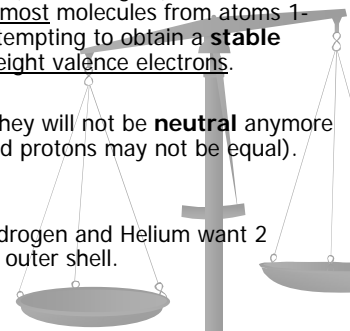 most molecules from atoms 1-
tempting to obtain a stable
eight valence electrons.
hey will not be neutral anymore
d protons may not be equal).
drogen and Helium want 2
outer shell.